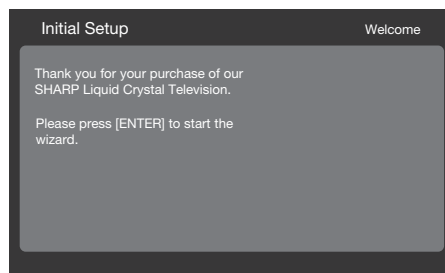 Initial Setup
Welcome
Thank you for your purchase of our
SHARP Liquid Crystal Television.
Please press [ENTER] to start the
wizard.